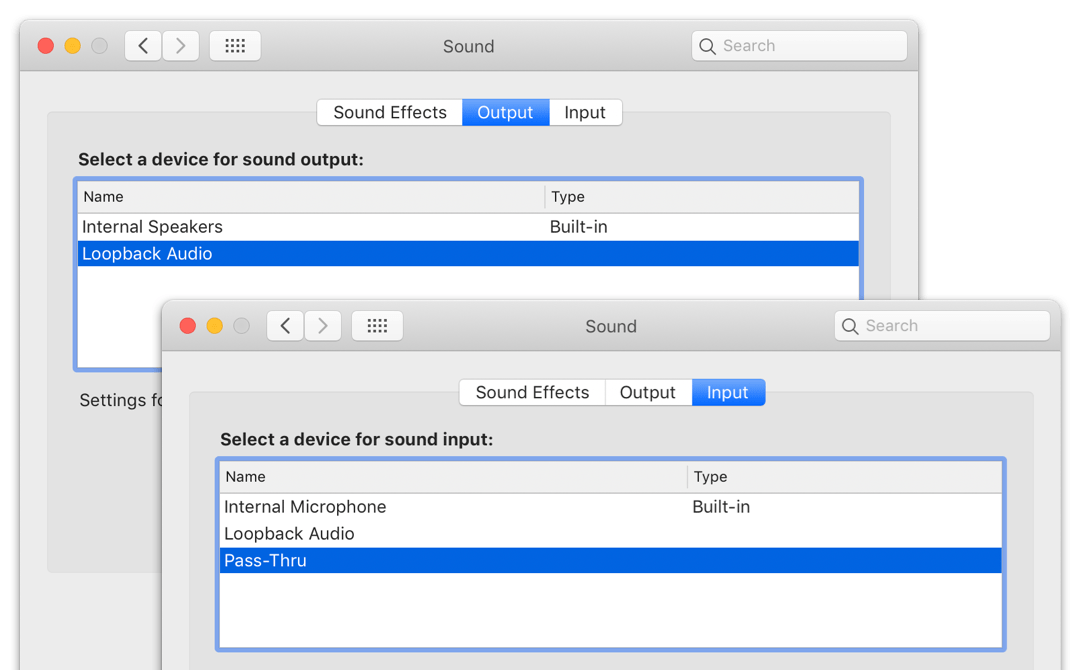 Sound
Search
Sound Effects Output Input
Select a device for sound output:
Name Type
Internal Speakers Built-in
Loopback Audio
Settings fo
Sound
Search
Sound Effects Output Input
Select a device for sound input:
Name Type
Internal Microphone Built-in
Loopback Audio
Pass-Thru